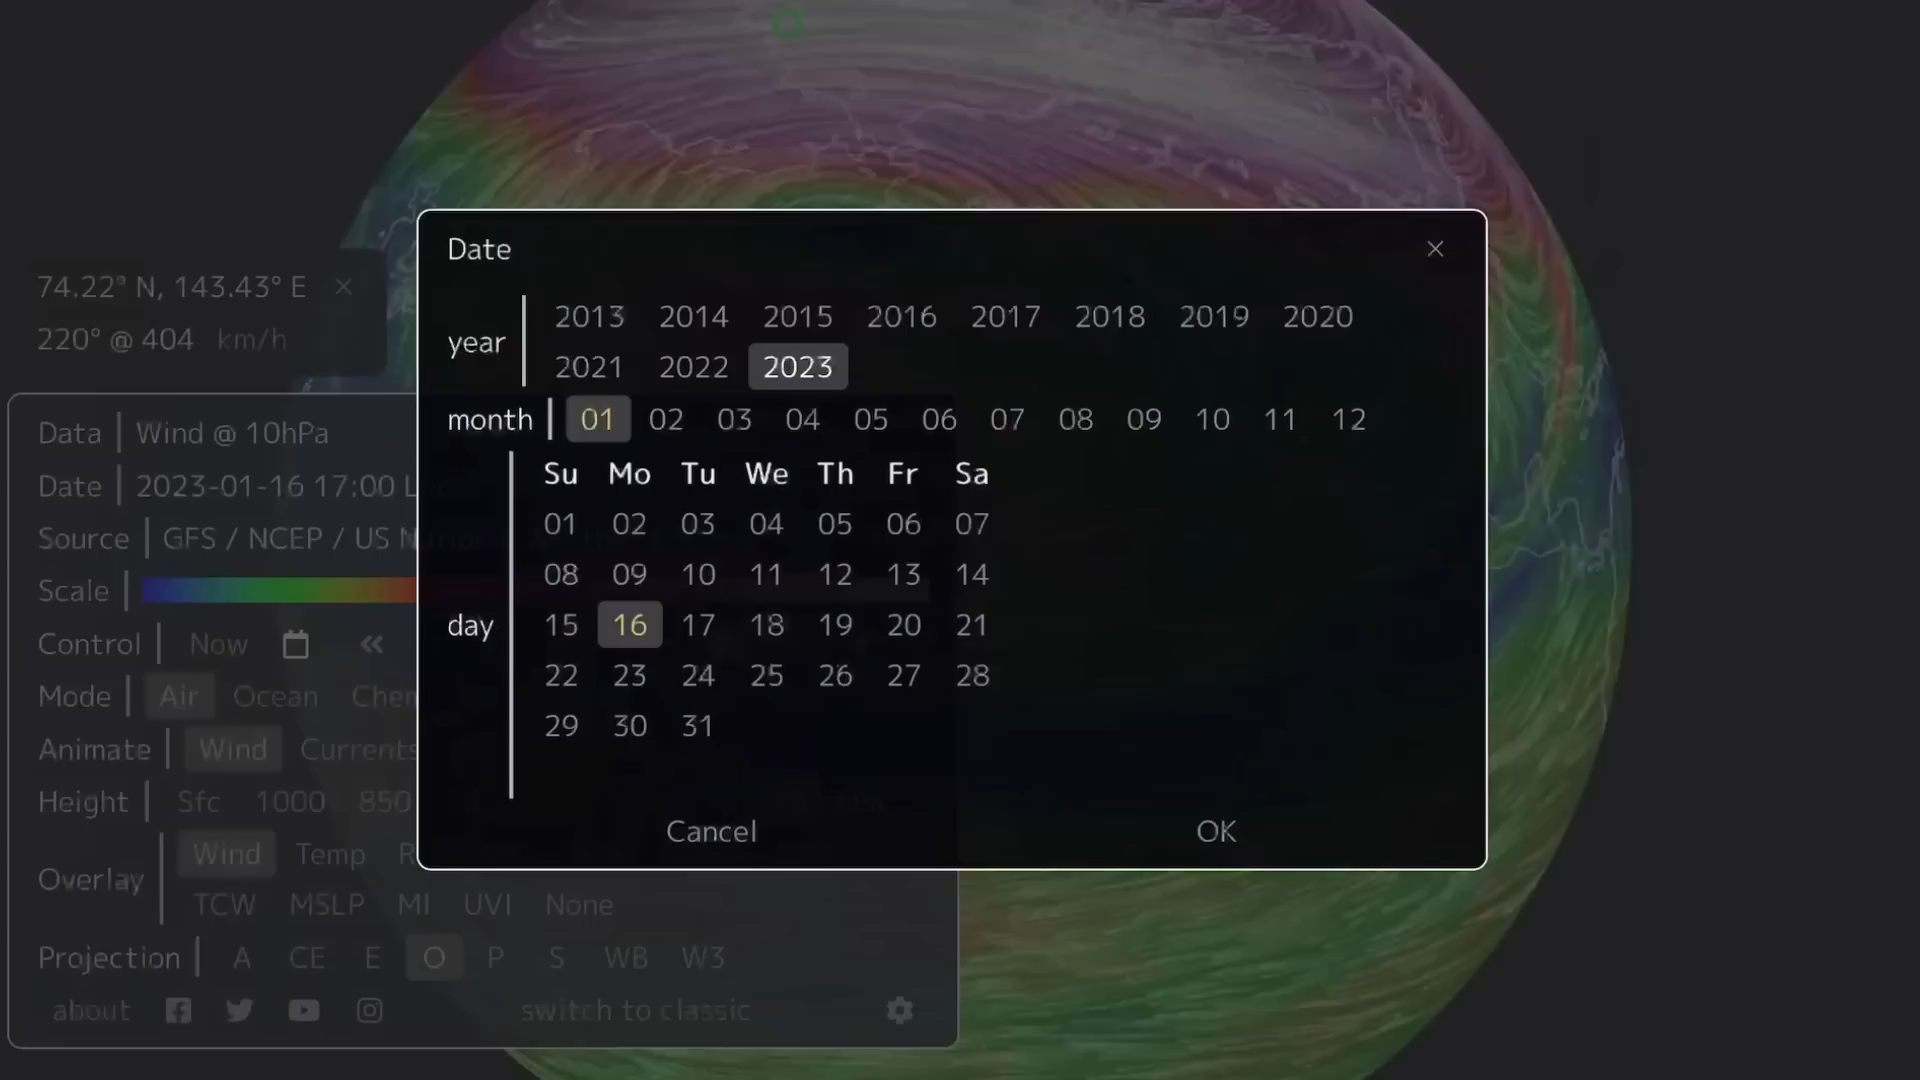 Date ×
year
2013 2014 2015 2016 2017 2018 2019 2020
2021 2022 2023
month 01 02 03 04 05 06 07 08 09 10 11 12
Su Mo Tu We Th Fr Sa
01 02 03 04 05 06 07
08 09 10 11 12 13 14
day 15 16 17 18 19 20 21
22 23 24 25 26 27 28
29 30 31
Cancel OK
74.22° N, 143.43° E ×
220° @ 404 km/h
Data Wind @ 10hPa
Date 2023-01-16 17:00
Source GFS / NCEP / US
Scale
Control Now «
Mode Air Ocean
Animate Wind Currents
Height Sfc 1000 850
Overlay
Wind Temp
TCW MSLP MI UVI None
Projection A CE E O P S WB W3
about switch to classic